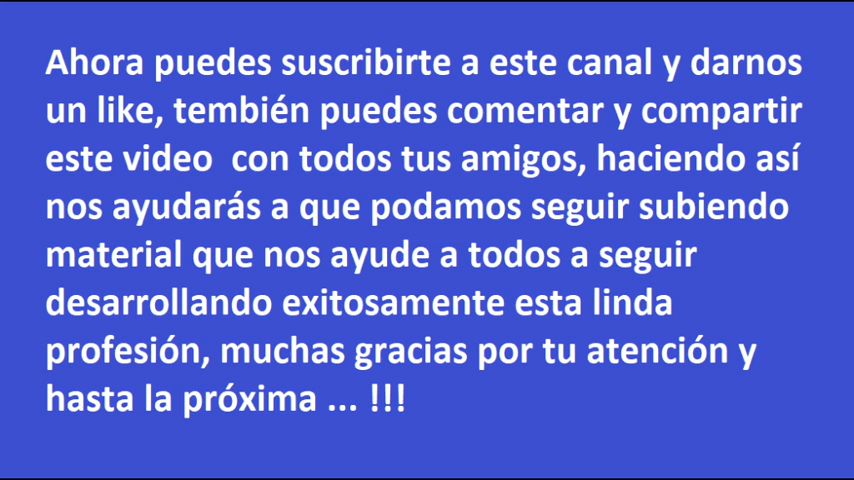 Ahora puedes suscribirte a este canal y darnos
un like, tembién puedes comentar y compartir
este video  con todos tus amigos, haciendo así
nos ayudarás a que podamos seguir subiendo
material que nos ayude a todos a seguir
desarrollando exitosamente esta linda
profesión, muchas gracias por tu atención y
hasta la próxima ... !!!